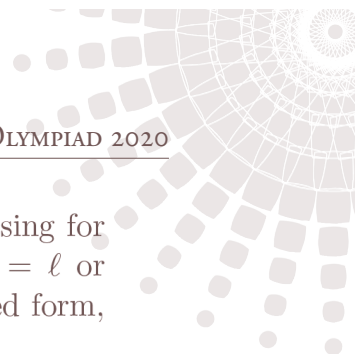 OLYMPIAD 2020
sing for
= ℓ or
ed form,